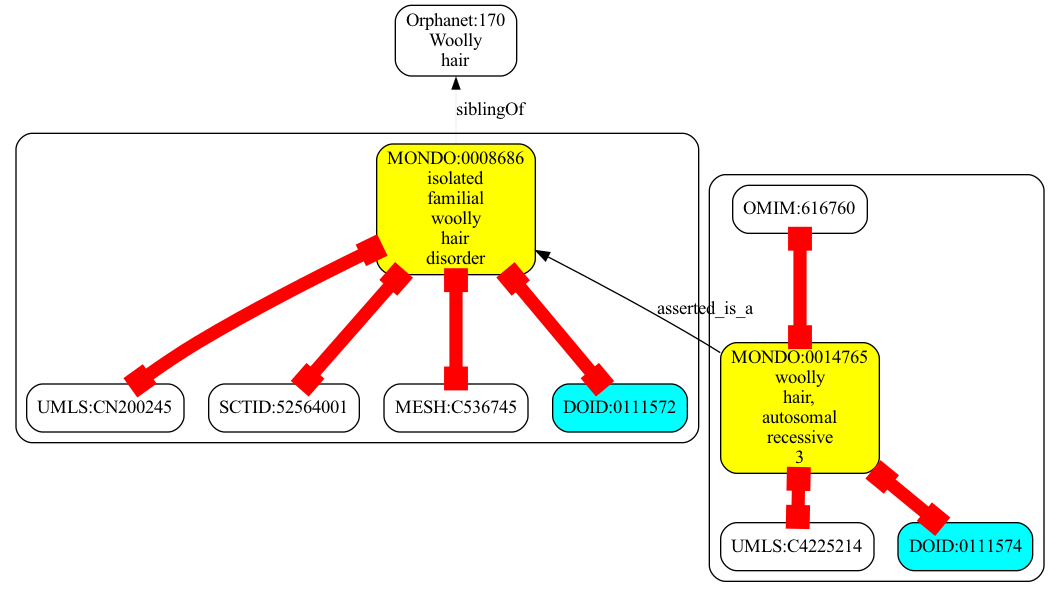 Orphanet:170
Woolly
hair
siblingOf
MONDO:0008686
isolated
familial
woolly
hair
disorder
OMIM:616760
asserted_is_a
MONDO:0014765
woolly
hair,
autosomal
recessive
3
UMLS:CN200245
SCTID:52564001
MESH:C536745
DOID:0111572
UMLS:C4225214
DOID:0111574